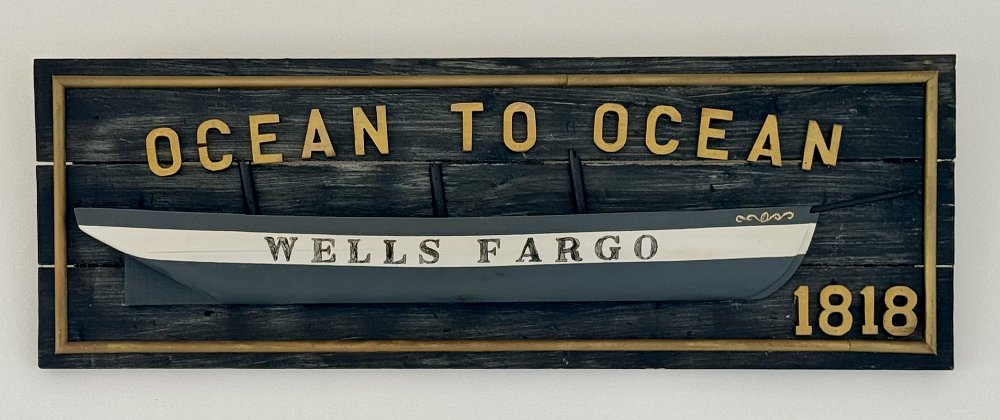 OCEAN TO OCEAN
WELLS FARGO
1818